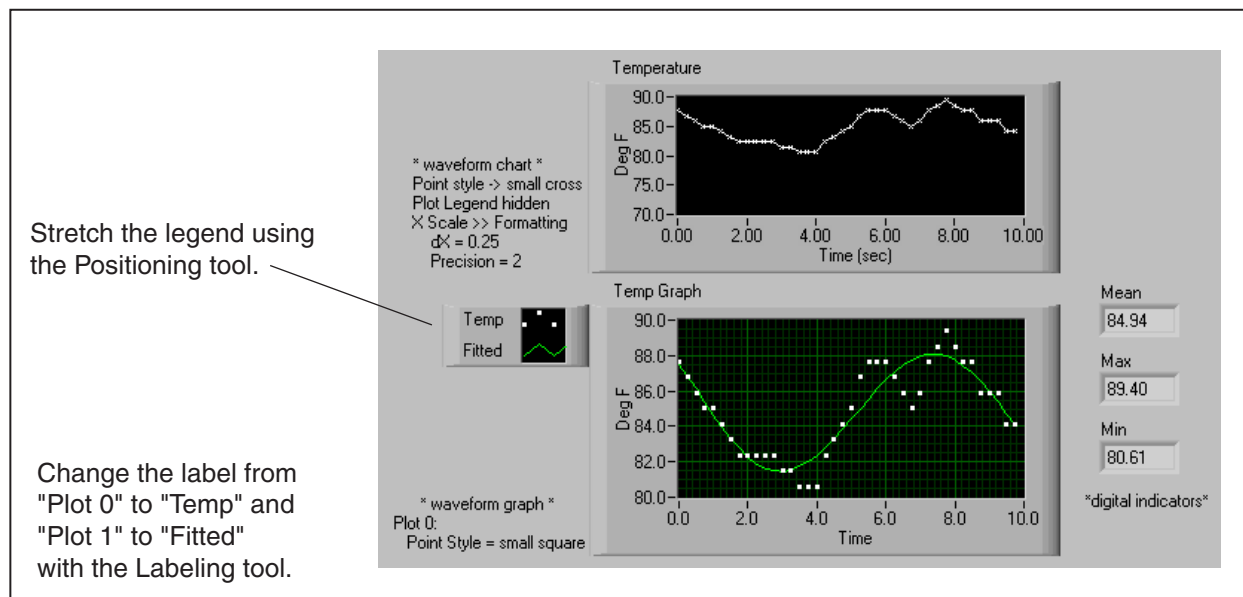 Temperature
90.0
85.0
80.0
75.0
70.0
Deg F
0.00 2.00 4.00 6.00 8.00 10.00
Time (sec)
* waveform chart *
Point style -> small cross
Plot Legend hidden
X Scale >> Formatting
dX = 0.25
Precision = 2
Stretch the legend using
the Positioning tool.
Temp
Fitted
Temp Graph
90.0
88.0
86.0
84.0
82.0
80.0
Deg F
0.0 2.0 4.0 6.0 8.0 10.0
Time
Mean
84.94
Max
89.40
Min
80.61
*digital indicators*
Change the label from
"Plot 0" to "Temp" and
"Plot 1" to "Fitted"
with the Labeling tool.
* waveform graph *
Plot 0:
Point Style = small square